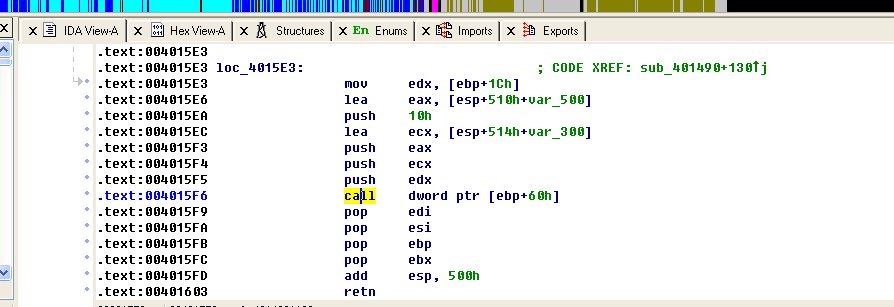 X IDA View-A X Hex View-A X Structures X En Enums X Imports X Exports
.text:004015E3
.text:004015E3 loc_4015E3: ; CODE XREF: sub_401490+130↑j
.text:004015E3 mov edx, [ebp+1Ch]
.text:004015E6 lea eax, [esp+510h+var_500]
.text:004015EA push 10h
.text:004015EC lea ecx, [esp+514h+var_300]
.text:004015F3 push eax
.text:004015F4 push ecx
.text:004015F5 push edx
.text:004015F6 call dword ptr [ebp+60h]
.text:004015F9 pop edi
.text:004015FA pop esi
.text:004015FB pop ebp
.text:004015FC pop ebx
.text:004015FD add esp, 500h
.text:00401603 retn